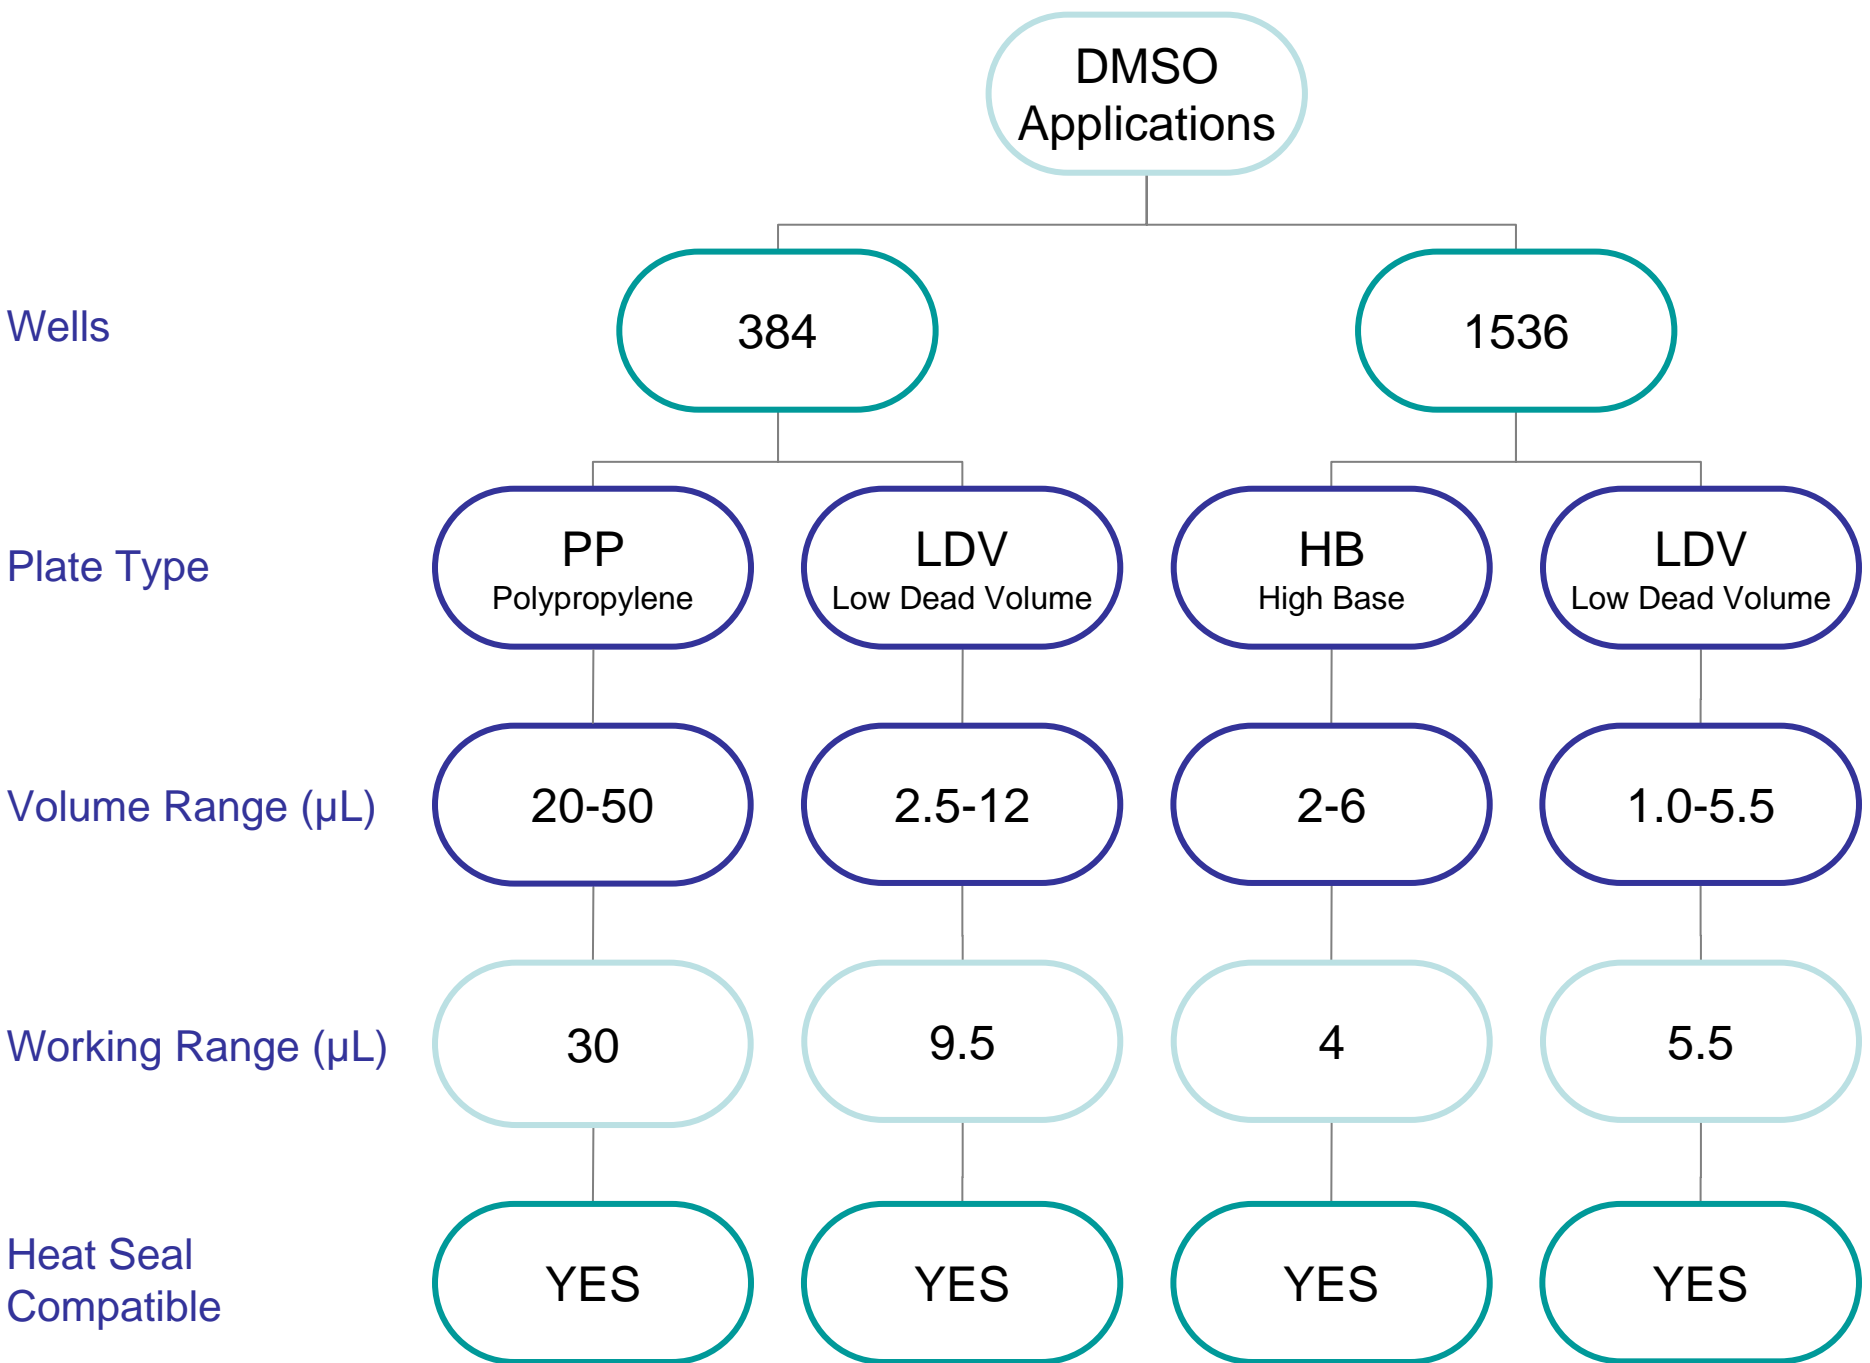 DMSO
Applications
Wells
384
1536
Plate Type
PP
Polypropylene
LDV
Low Dead Volume
HB
High Base
LDV
Low Dead Volume
Volume Range (µL)
20-50
2.5-12
2-6
1.0-5.5
Working Range (µL)
30
9.5
4
5.5
Heat Seal
Compatible
YES
YES
YES
YES